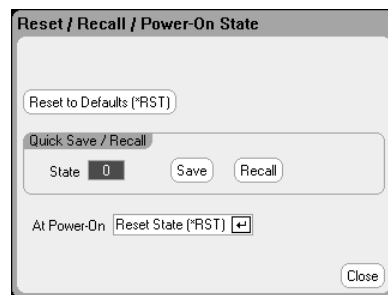 Reset / Recall / Power-On State
Reset to Defaults (*RST)
Quick Save / Recall
State 0 Save Recall
At Power-On Reset State (*RST) ↵
Close